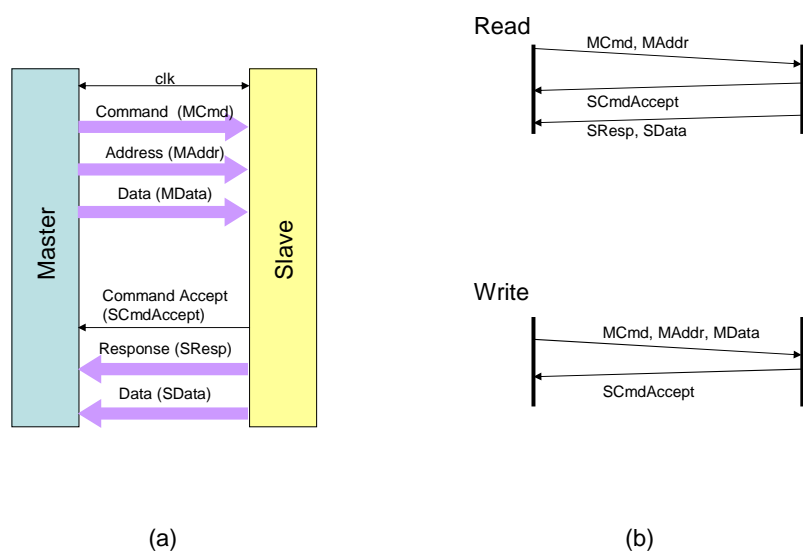 clk
Command (MCmd)
Address (MAddr)
Data (MData)
Master
Slave
Command Accept
(SCmdAccept)
Response (SResp)
Data (SData)
(a)
Read
MCmd, MAddr
SCmdAccept
SResp, SData
Write
MCmd, MAddr, MData
SCmdAccept
(b)